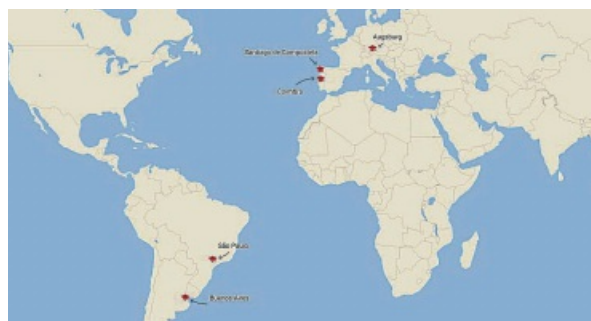 Augsburg
Santiago de Compostela
Coimbra
São Paulo
Buenos Aires